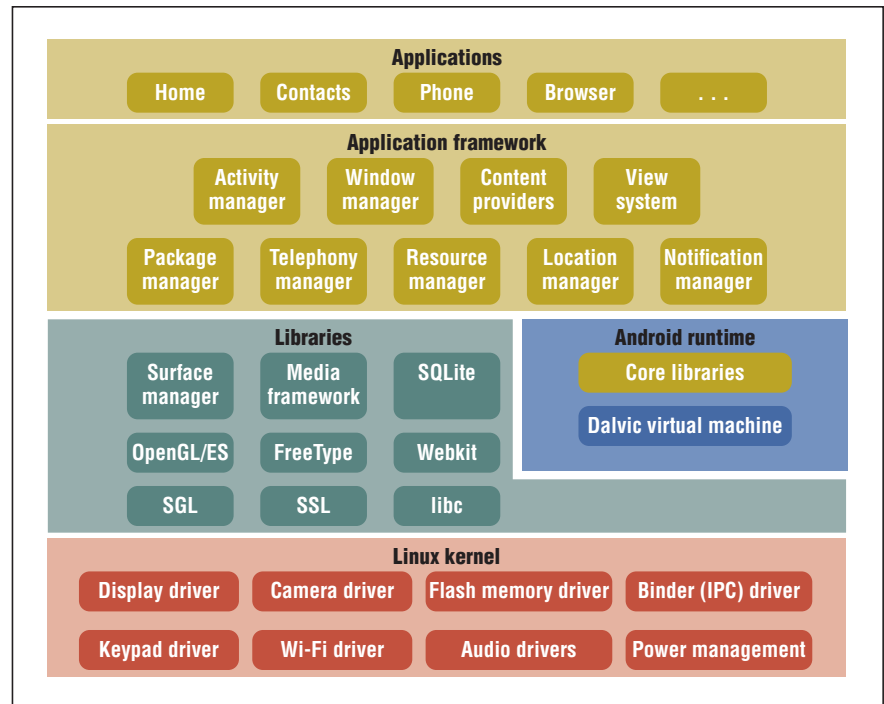 Applications
Home Contacts Phone Browser . . .
Application framework
Activity manager
Window manager
Content providers
View system
Package manager
Telephony manager
Resource manager
Location manager
Notification manager
Libraries
Surface manager
Media framework
SQLite
OpenGL/ES FreeType Webkit
SGL SSL libc
Android runtime
Core libraries
Dalvic virtual machine
Linux kernel
Display driver Camera driver Flash memory driver Binder (IPC) driver
Keypad driver Wi-Fi driver Audio drivers Power management